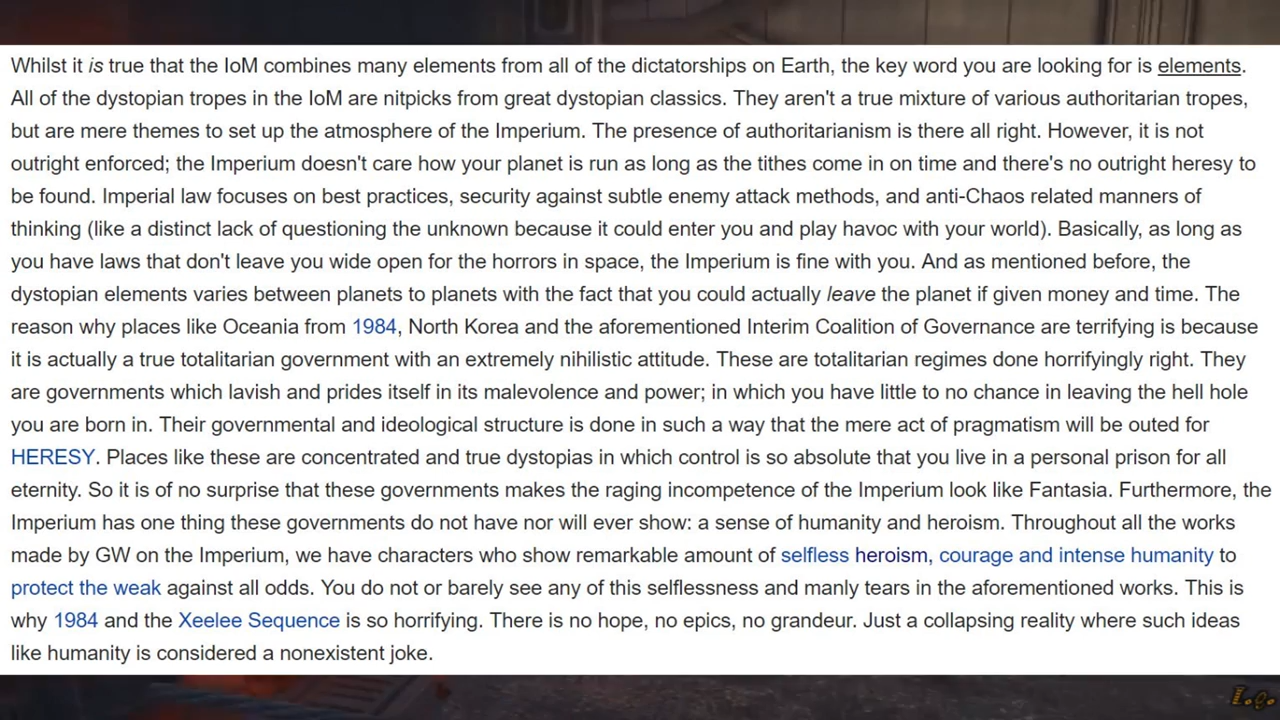 Whilst it is true that the IoM combines many elements from all of the dictatorships on Earth, the key word you are looking for is elements.
All of the dystopian tropes in the IoM are nitpicks from great dystopian classics. They aren't a true mixture of various authoritarian tropes,
but are mere themes to set up the atmosphere of the Imperium. The presence of authoritarianism is there all right. However, it is not
outright enforced; the Imperium doesn't care how your planet is run as long as the tithes come in on time and there's no outright heresy to
be found. Imperial law focuses on best practices, security against subtle enemy attack methods, and anti-Chaos related manners of
thinking (like a distinct lack of questioning the unknown because it could enter you and play havoc with your world). Basically, as long as
you have laws that don't leave you wide open for the horrors in space, the Imperium is fine with you. And as mentioned before, the
dystopian elements varies between planets to planets with the fact that you could actually leave the planet if given money and time. The
reason why places like Oceania from 1984, North Korea and the aforementioned Interim Coalition of Governance are terrifying is because
it is actually a true totalitarian government with an extremely nihilistic attitude. These are totalitarian regimes done horrifyingly right. They
are governments which lavish and prides itself in its malevolence and power; in which you have little to no chance in leaving the hell hole
you are born in. Their governmental and ideological structure is done in such a way that the mere act of pragmatism will be outed for
HERESY. Places like these are concentrated and true dystopias in which control is so absolute that you live in a personal prison for all
eternity. So it is of no surprise that these governments makes the raging incompetence of the Imperium look like Fantasia. Furthermore, the
Imperium has one thing these governments do not have nor will ever show: a sense of humanity and heroism. Throughout all the works
made by GW on the Imperium, we have characters who show remarkable amount of selfless heroism, courage and intense humanity to
protect the weak against all odds. You do not or barely see any of this selflessness and manly tears in the aforementioned works. This is
why 1984 and the Xeelee Sequence is so horrifying. There is no hope, no epics, no grandeur. Just a collapsing reality where such ideas
like humanity is considered a nonexistent joke.